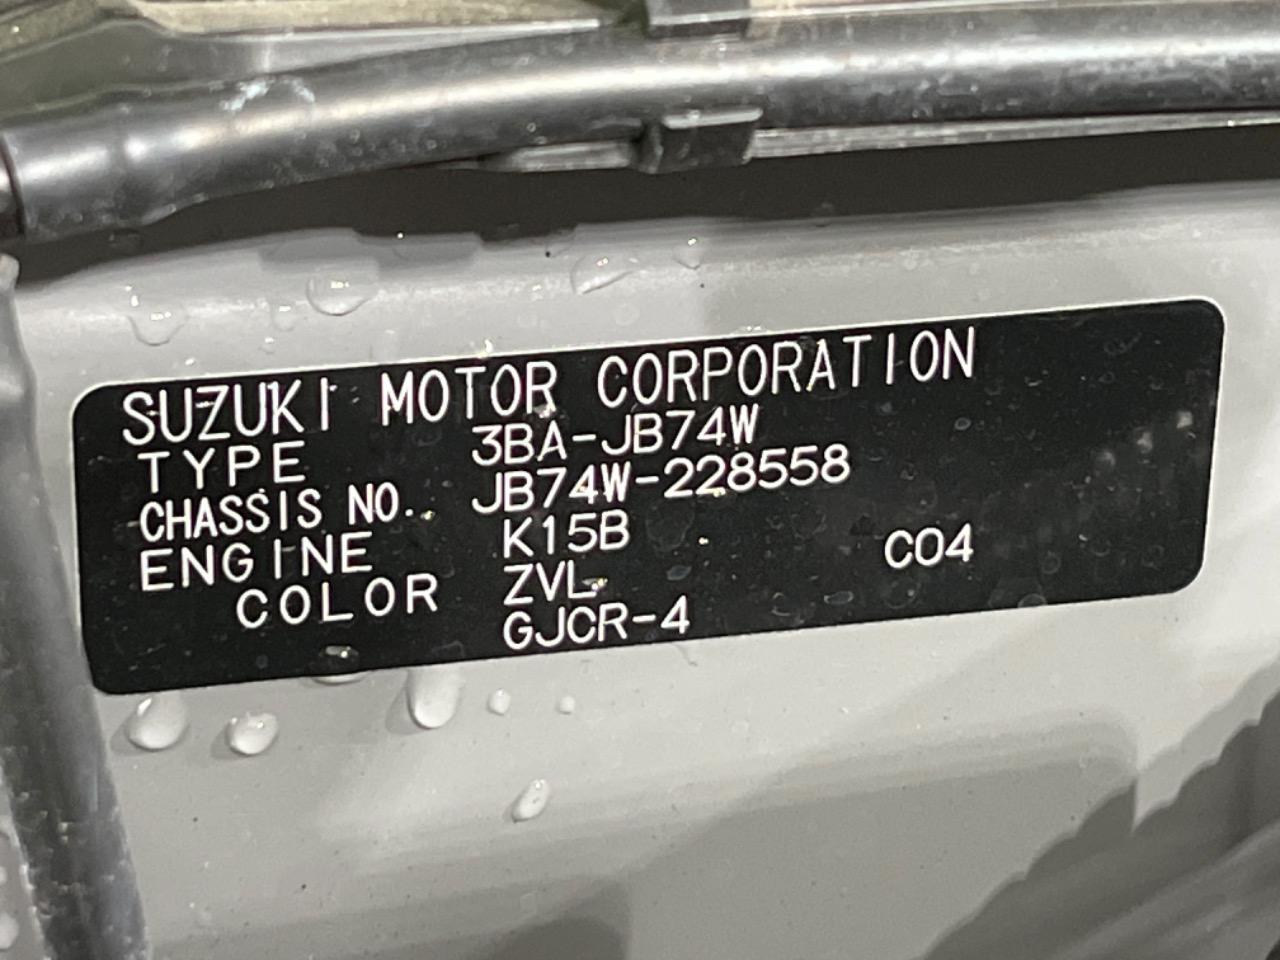 SUZUKI MOTOR CORPORATION
TYPE 3BA-JB74W
CHASSIS NO. JB74W-228558
ENGINE K15B
COLOR ZVL C04
GJCR-4